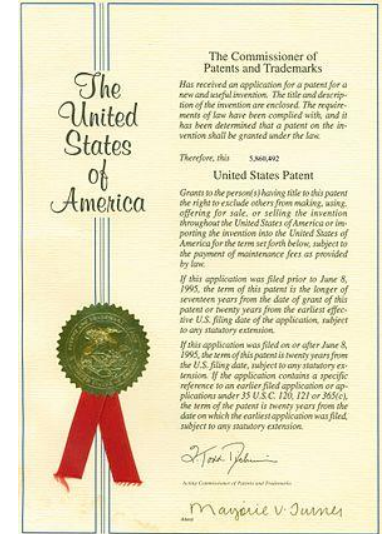 The
United
States
of
America
The Commissioner of
Patents and Trademarks
Has received an application for a patent for a
new and useful invention. The title and descrip-
tion of the invention are enclosed. The require-
ments of law have been complied with, and it
has been determined that a patent on the in-
vention shall be granted under the law.
Therefore, this 5,860,492
United States Patent
Grants to the person(s) having title to this patent
the right to exclude others from making, using,
offering for sale, or selling the invention
throughout the United States of America or im-
porting the invention into the United States of
America for the term set forth below, subject to
the payment of maintenance fees as provided
by law.
If this application was filed prior to June 8,
1995, the term of this patent is the longer of
seventeen years from the date of grant of this
patent or twenty years from the earliest effec-
tive U.S. filing date of the application, subject
to any statutory extension.
If this application was filed on or after June 8,
1995, the term of this patent is twenty years from
the U.S. filing date, subject to any statutory ex-
tension. If the application contains a specific
reference to an earlier filed application or ap-
plications under 35 U.S.C. 120, 121 or 365(c),
the term of the patent is twenty years from the
date on which the earliest application was filed,
subject to any statutory extension.
Acting Commissioner of Patents and Trademarks
Marjorie V. Turner
Attest